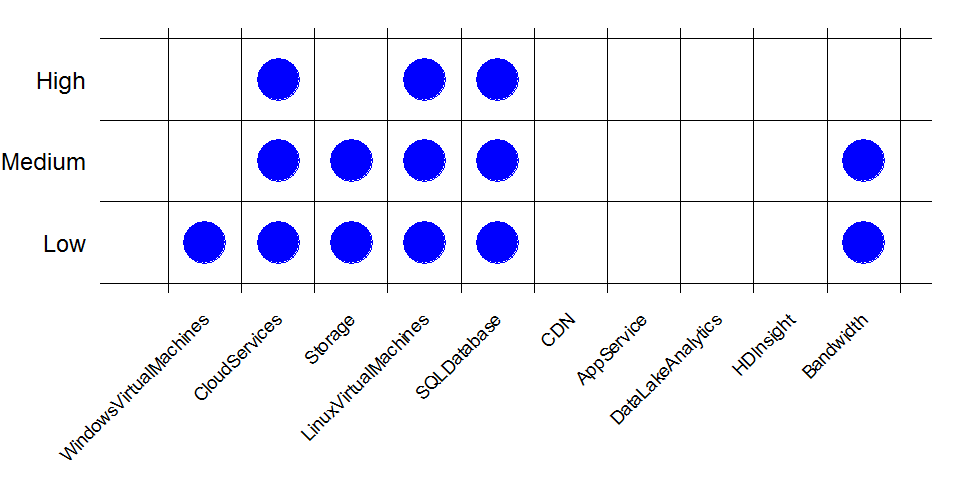 High
Medium
Low
WindowsVirtualMachines
CloudServices
Storage
LinuxVirtualMachines
SQLDatabase
CDN
AppService
DataLakeAnalytics
HDInsight
Bandwidth